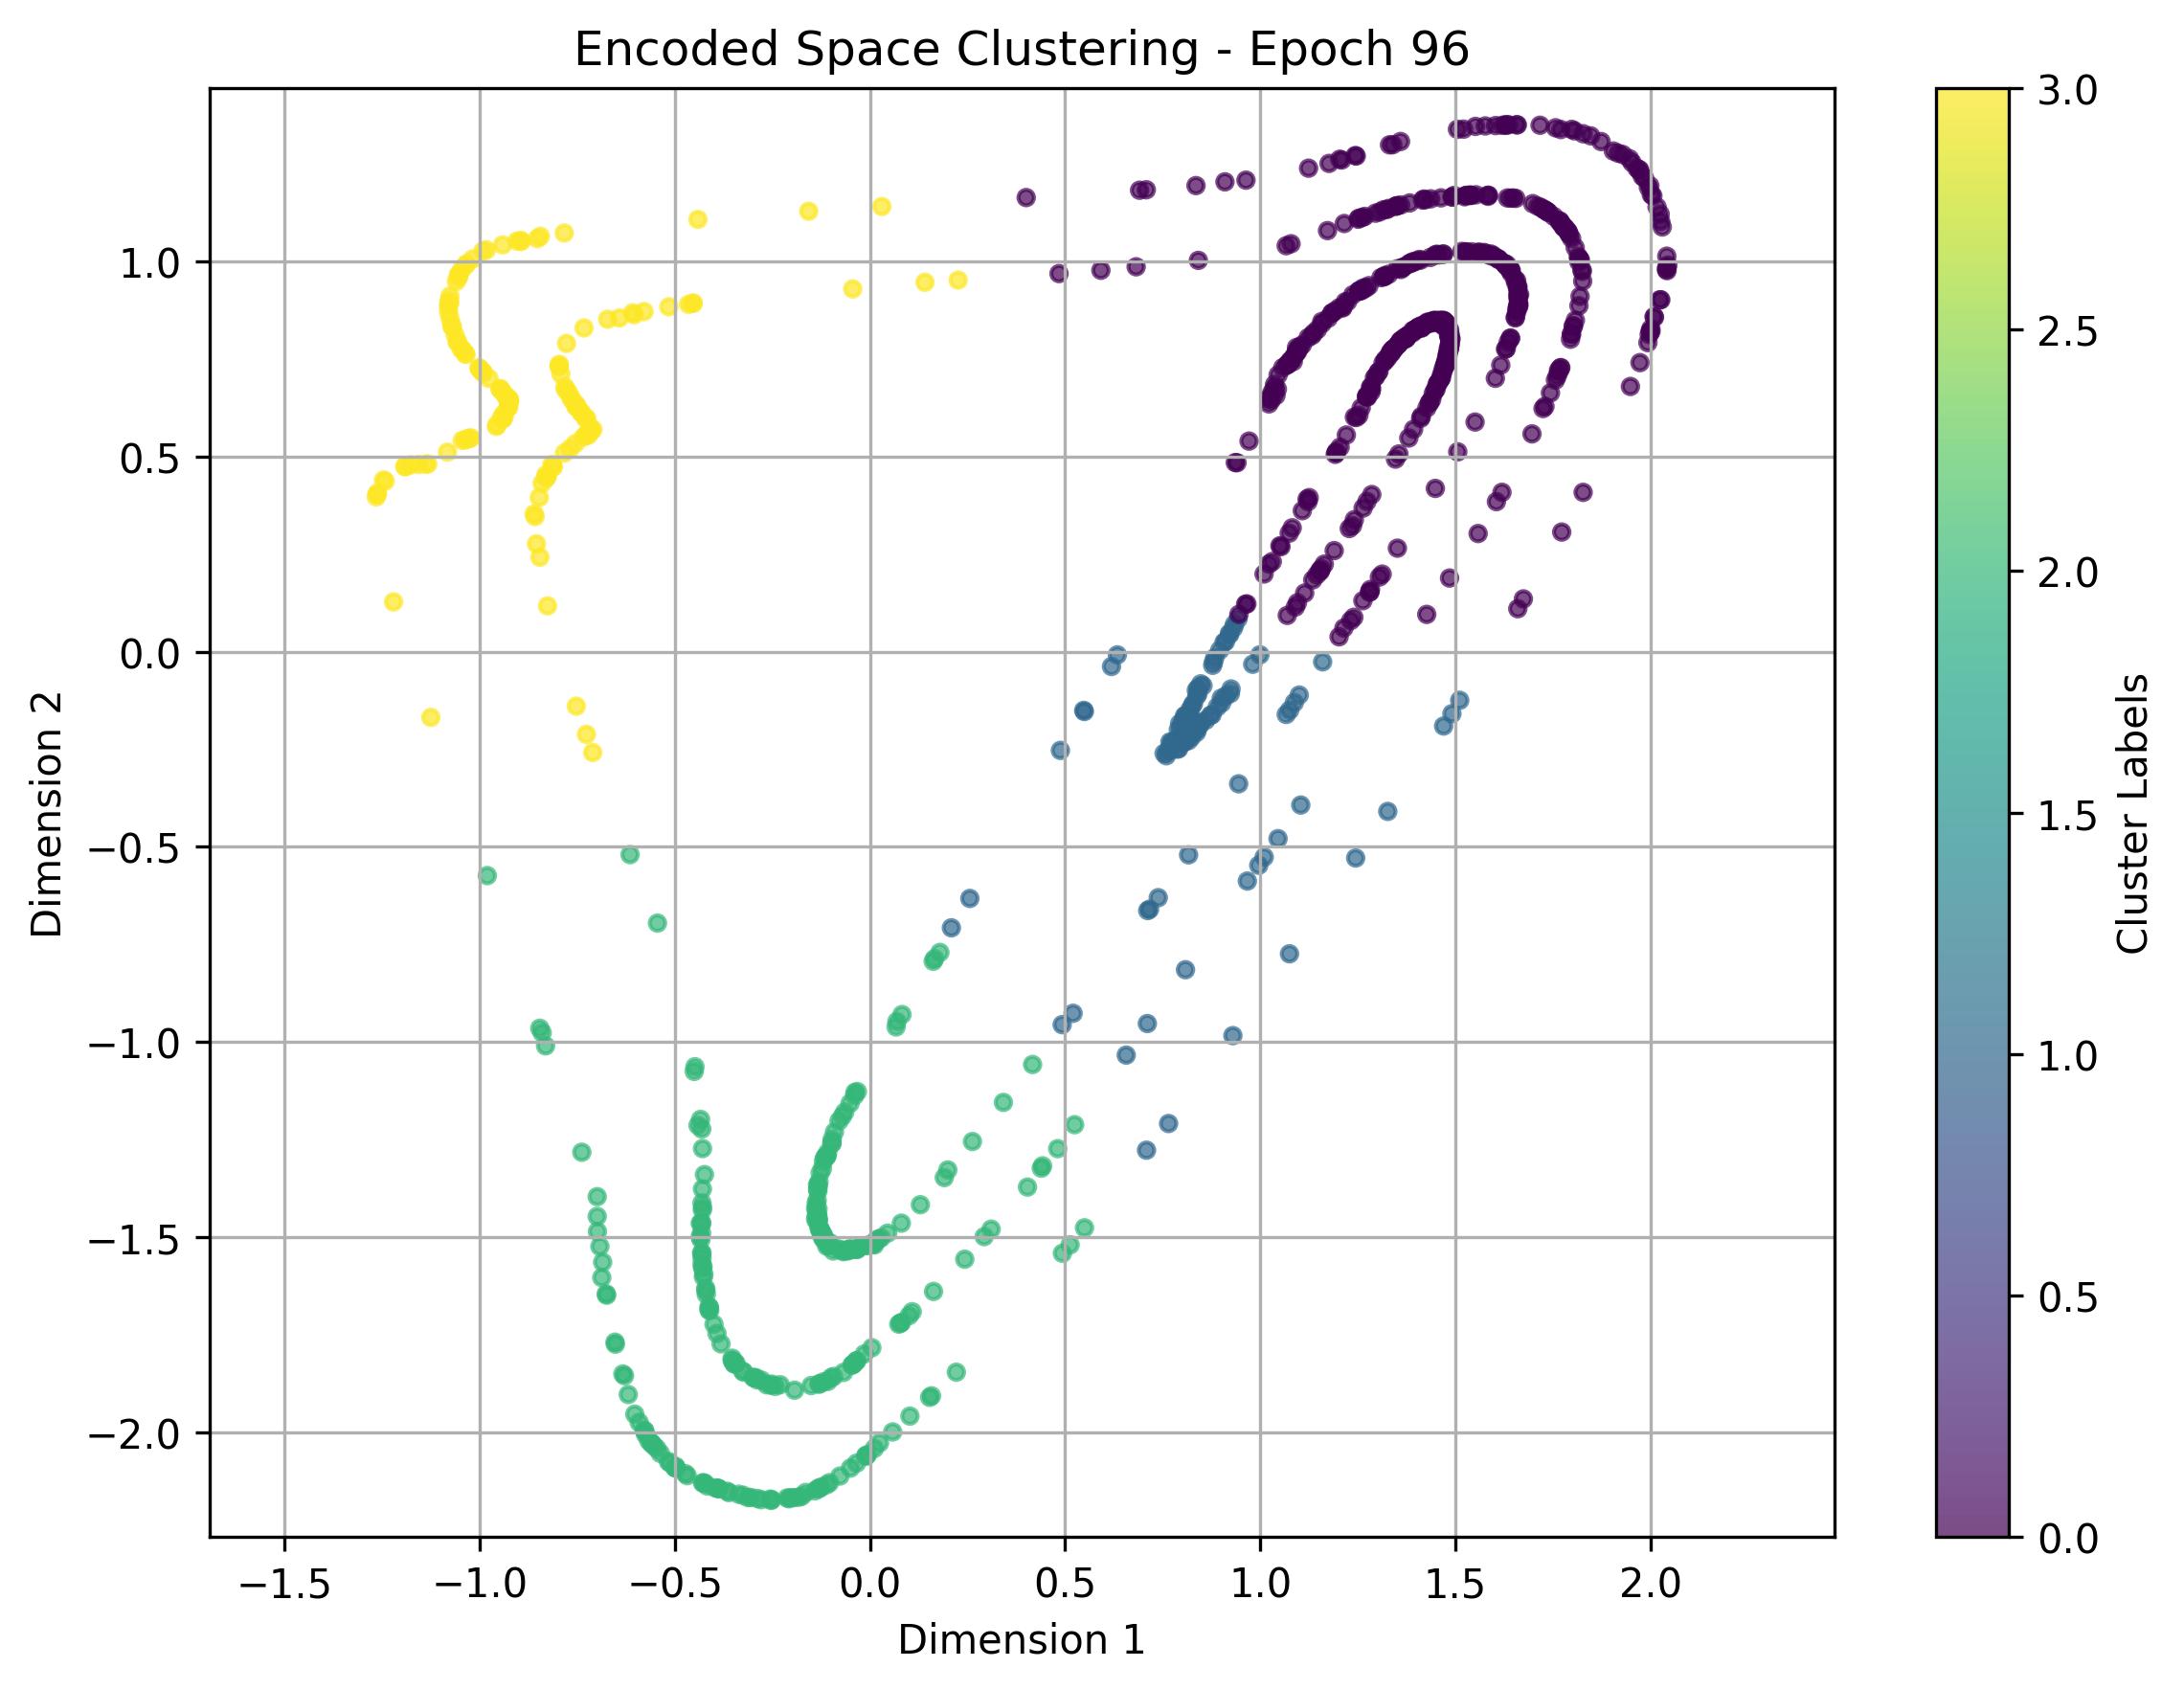 Encoded Space Clustering - Epoch 96
1.0
0.5
0.0
−0.5
−1.0
−1.5
−2.0
Dimension 2
−1.5 −1.0 −0.5 0.0 0.5 1.0 1.5 2.0
Dimension 1
3.0
2.5
2.0
1.5
1.0
0.5
0.0
Cluster Labels